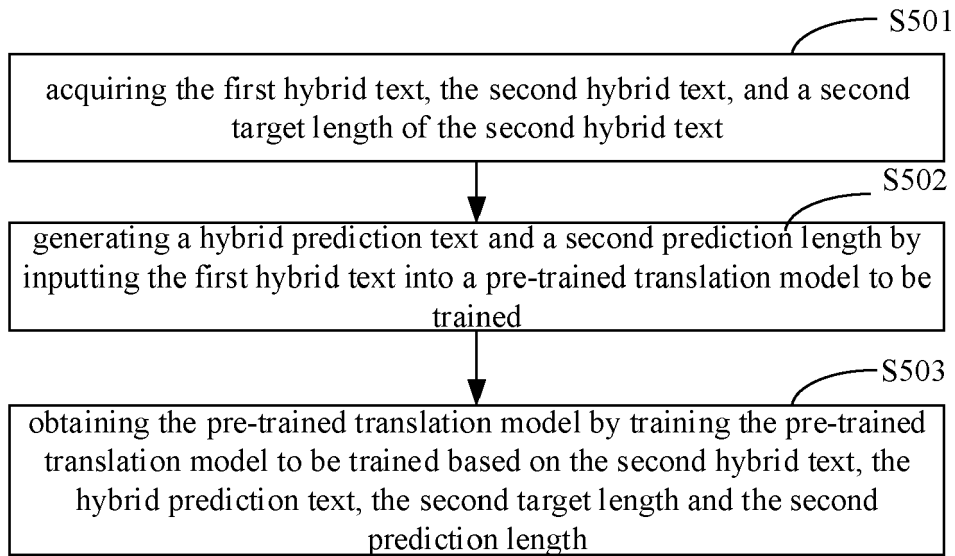 S501
acquiring the first hybrid text, the second hybrid text, and a second
target length of the second hybrid text
S502
generating a hybrid prediction text and a second prediction length by
inputting the first hybrid text into a pre-trained translation model to be
trained
S503
obtaining the pre-trained translation model by training the pre-trained
translation model to be trained based on the second hybrid text, the
hybrid prediction text, the second target length and the second
prediction length